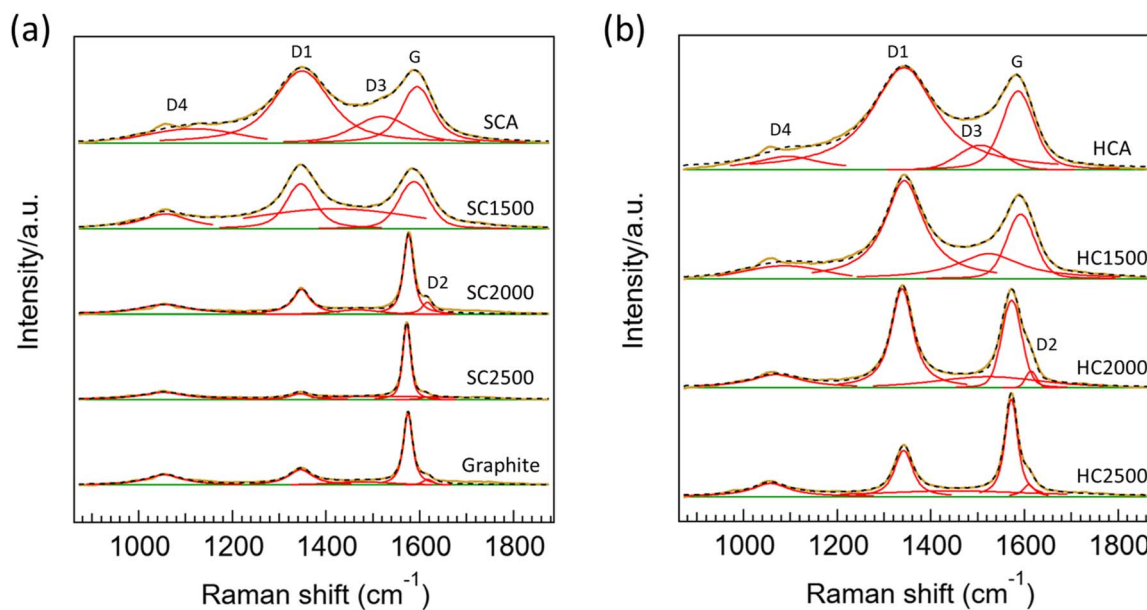 (a)
D4
D1
D3
G
SCA
SC1500
SC2000
D2
SC2500
Graphite
1000 1200 1400 1600 1800
Raman shift (cm⁻¹)
Intensity/a.u.
(b)
D4
D1
D3
G
HCA
HC1500
D2
HC2000
HC2500
1000 1200 1400 1600 1800
Raman shift (cm⁻¹)
Intensity/a.u.